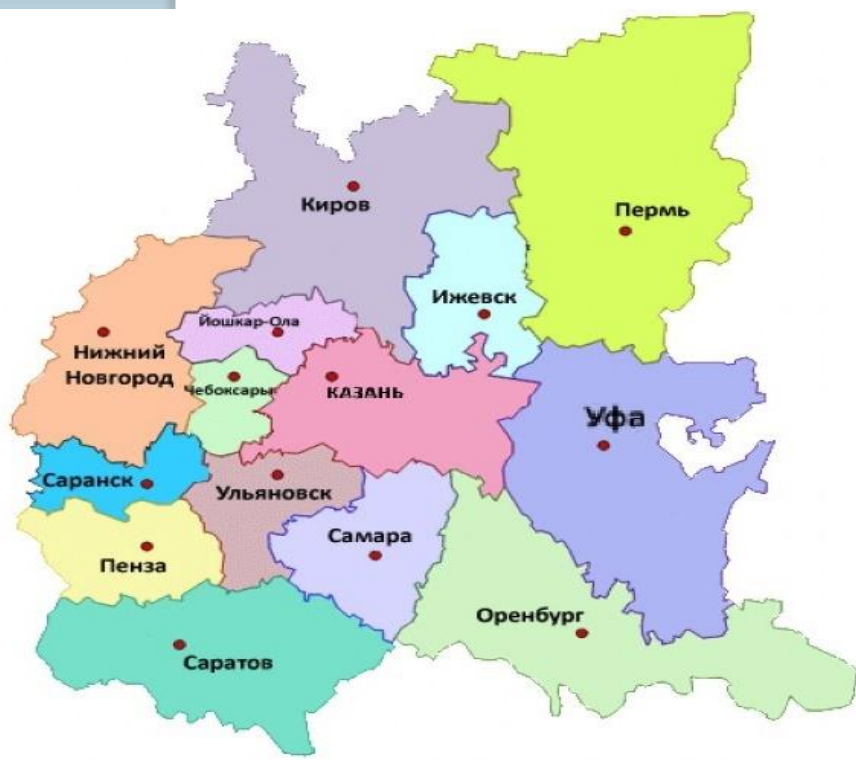 Киров
Пермь
Ижевск
Йошкар-Ола
Нижний
Новгород
Чебоксары
КАЗАНЬ
Уфа
Саранск
Ульяновск
Самара
Пенза
Оренбург
Саратов